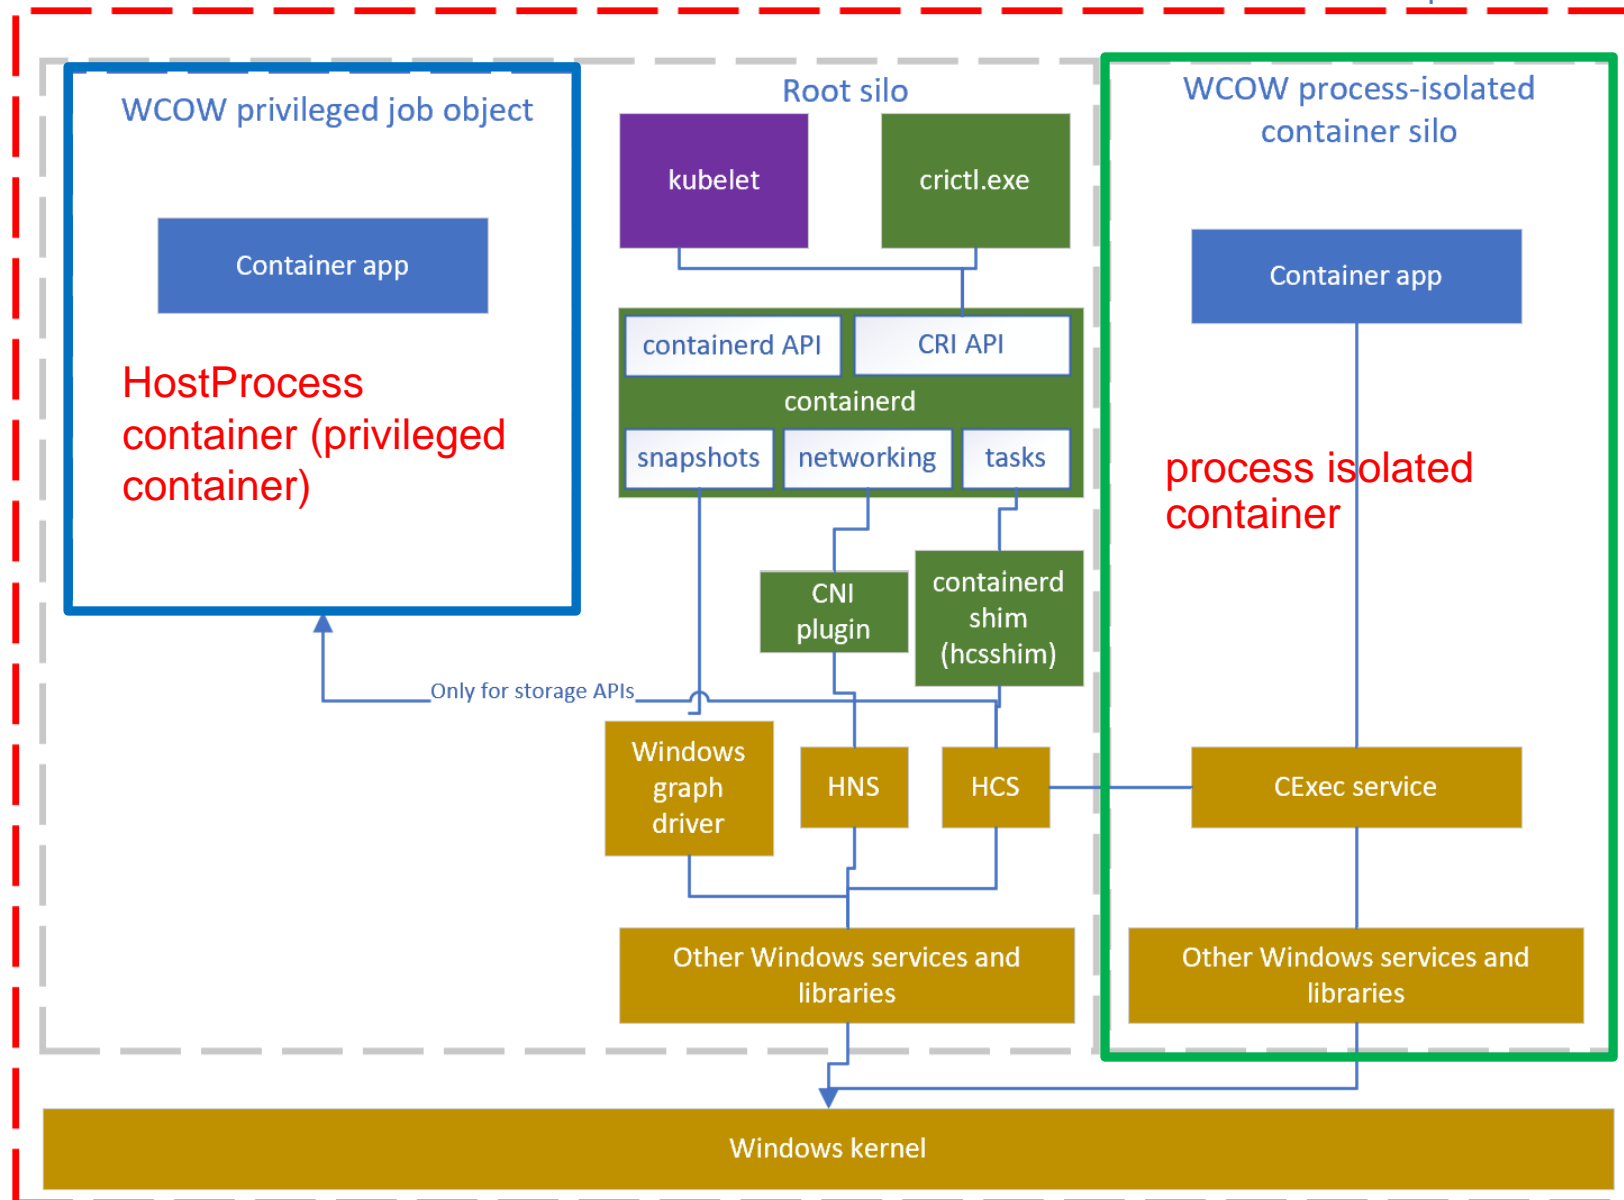 WCOW privileged job object
Root silo
WCOW process-isolated
container silo
kubelet
crictl.exe
Container app
Container app
containerd API
CRI API
containerd
snapshots
networking
tasks
HostProcess
container (privileged
container)
process isolated
container
CNI
plugin
containerd
shim
(hcsshim)
Only for storage APIs
Windows
graph
driver
HNS
HCS
CExec service
Other Windows services and
libraries
Other Windows services and
libraries
Windows kernel